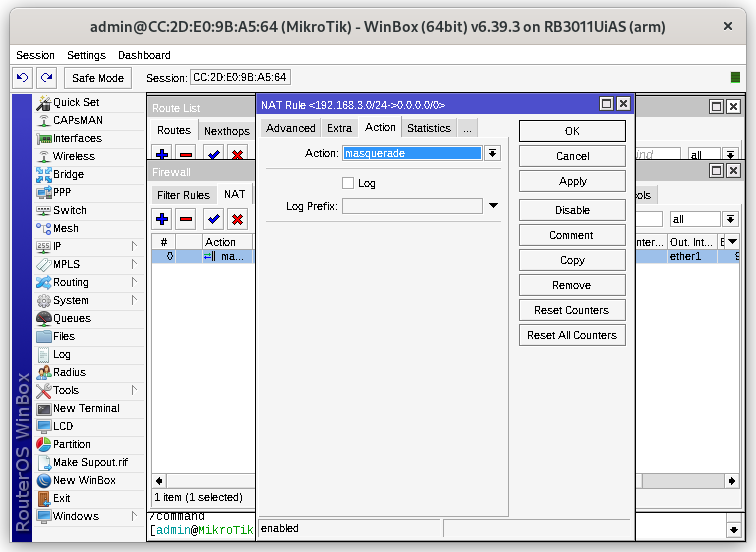 admin@CC:2D:E0:9B:A5:64 (MikroTik) - WinBox (64bit) v6.39.3 on RB3011UiAS (arm)
Session Settings Dashboard
Safe Mode Session: CC:2D:E0:9B:A5:64
RouterOS WinBox
Quick Set
CAPsMAN
Interfaces
Wireless
Bridge
PPP
Switch
Mesh
IP
MPLS
Routing
System
Queues
Files
Log
Radius
Tools
New Terminal
LCD
Partition
Make Supout.rif
New WinBox
Exit
Windows
Route List
Routes Nexthops
ind all
Firewall
Filter Rules NAT ols
all
# Action nter... Out. Int...
0 ma... ether1 9
1 item (1 selected)
/command
[admin@MikroTik
NAT Rule <192.168.3.0/24->0.0.0.0/0>
Advanced Extra Action Statistics ...
Action: masquerade
Log
Log Prefix:
OK
Cancel
Apply
Disable
Comment
Copy
Remove
Reset Counters
Reset All Counters
enabled